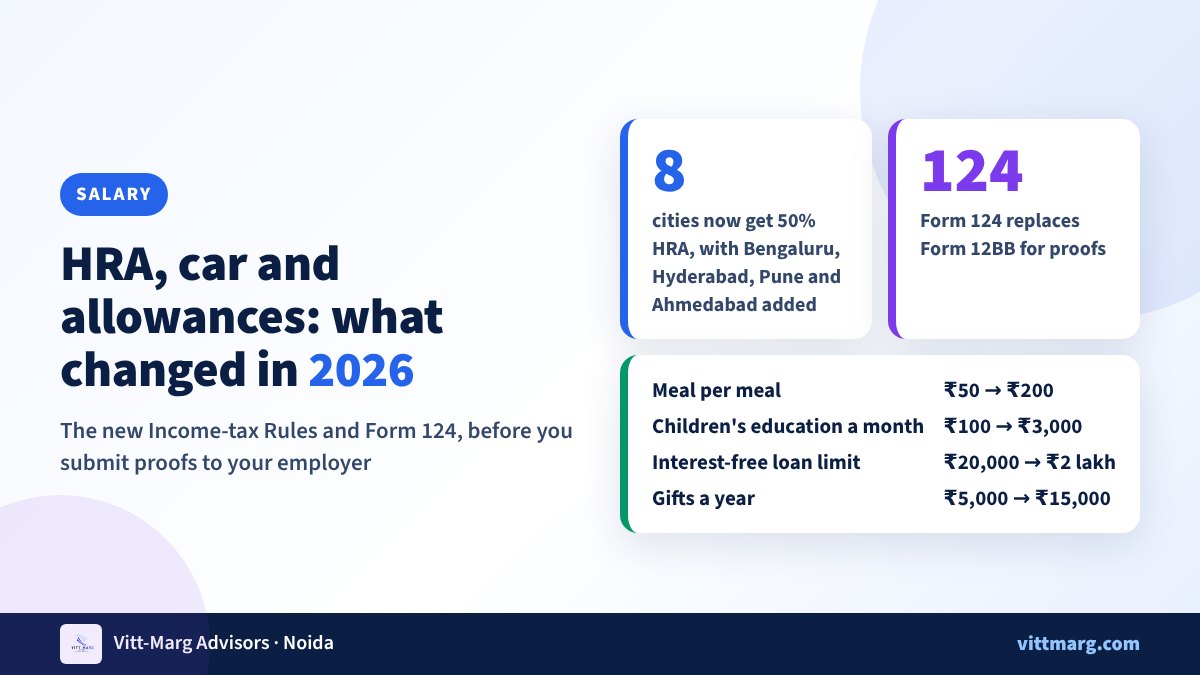 SALARY
HRA, car and
allowances: what
changed in 2026
The new Income-tax Rules and Form 124, before you
submit proofs to your employer
8
cities now get 50%
HRA, with Bengaluru,
Hyderabad, Pune and
Ahmedabad added
124
Form 124 replaces
Form 12BB for proofs
Meal per meal ₹50 → ₹200
Children's education a month ₹100 → ₹3,000
Interest-free loan limit ₹20,000 → ₹2 lakh
Gifts a year ₹5,000 → ₹15,000
VITT MARG
Vitt-Marg Advisors · Noida
vittmarg.com